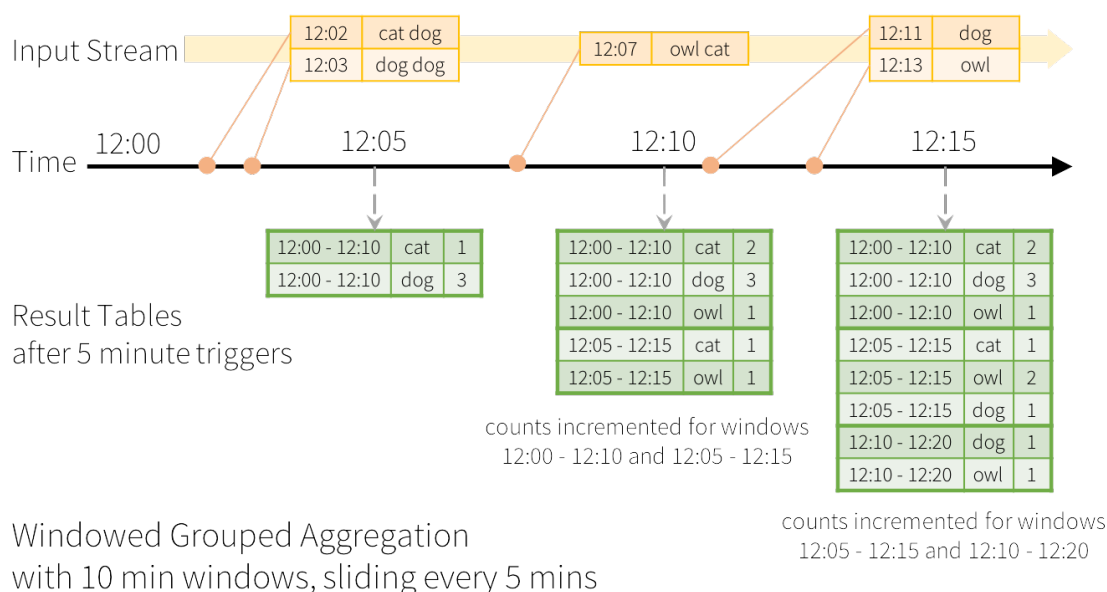 Input Stream
12:02 cat dog
12:03 dog dog
12:07 owl cat
12:11 dog
12:13 owl
Time
12:00
12:05
12:10
12:15
12:00 - 12:10 cat 1
12:00 - 12:10 dog 3
12:00 - 12:10 cat 2
12:00 - 12:10 dog 3
12:00 - 12:10 owl 1
12:05 - 12:15 cat 1
12:05 - 12:15 owl 1
12:00 - 12:10 cat 2
12:00 - 12:10 dog 3
12:00 - 12:10 owl 1
12:05 - 12:15 cat 1
12:05 - 12:15 owl 2
12:05 - 12:15 dog 1
12:10 - 12:20 dog 1
12:10 - 12:20 owl 1
Result Tables
after 5 minute triggers
counts incremented for windows
12:00 - 12:10 and 12:05 - 12:15
counts incremented for windows
12:05 - 12:15 and 12:10 - 12:20
Windowed Grouped Aggregation
with 10 min windows, sliding every 5 mins